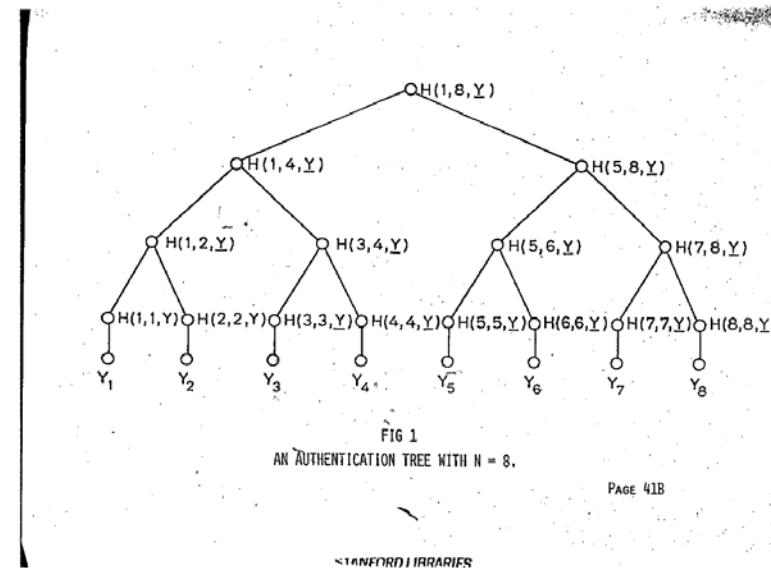 H(1,8,Y)
H(1,4,Y) H(5,8,Y)
H(1,2,Y) H(3,4,Y) H(5,6,Y) H(7,8,Y)
H(1,1,Y) H(2,2,Y) H(3,3,Y) H(4,4,Y) H(5,5,Y) H(6,6,Y) H(7,7,Y) H(8,8,Y
Y1 Y2 Y3 Y4 Y5 Y6 Y7 Y8
FIG 1
AN AUTHENTICATION TREE WITH N = 8.
PAGE 41B
STANFORD LIBRARIES